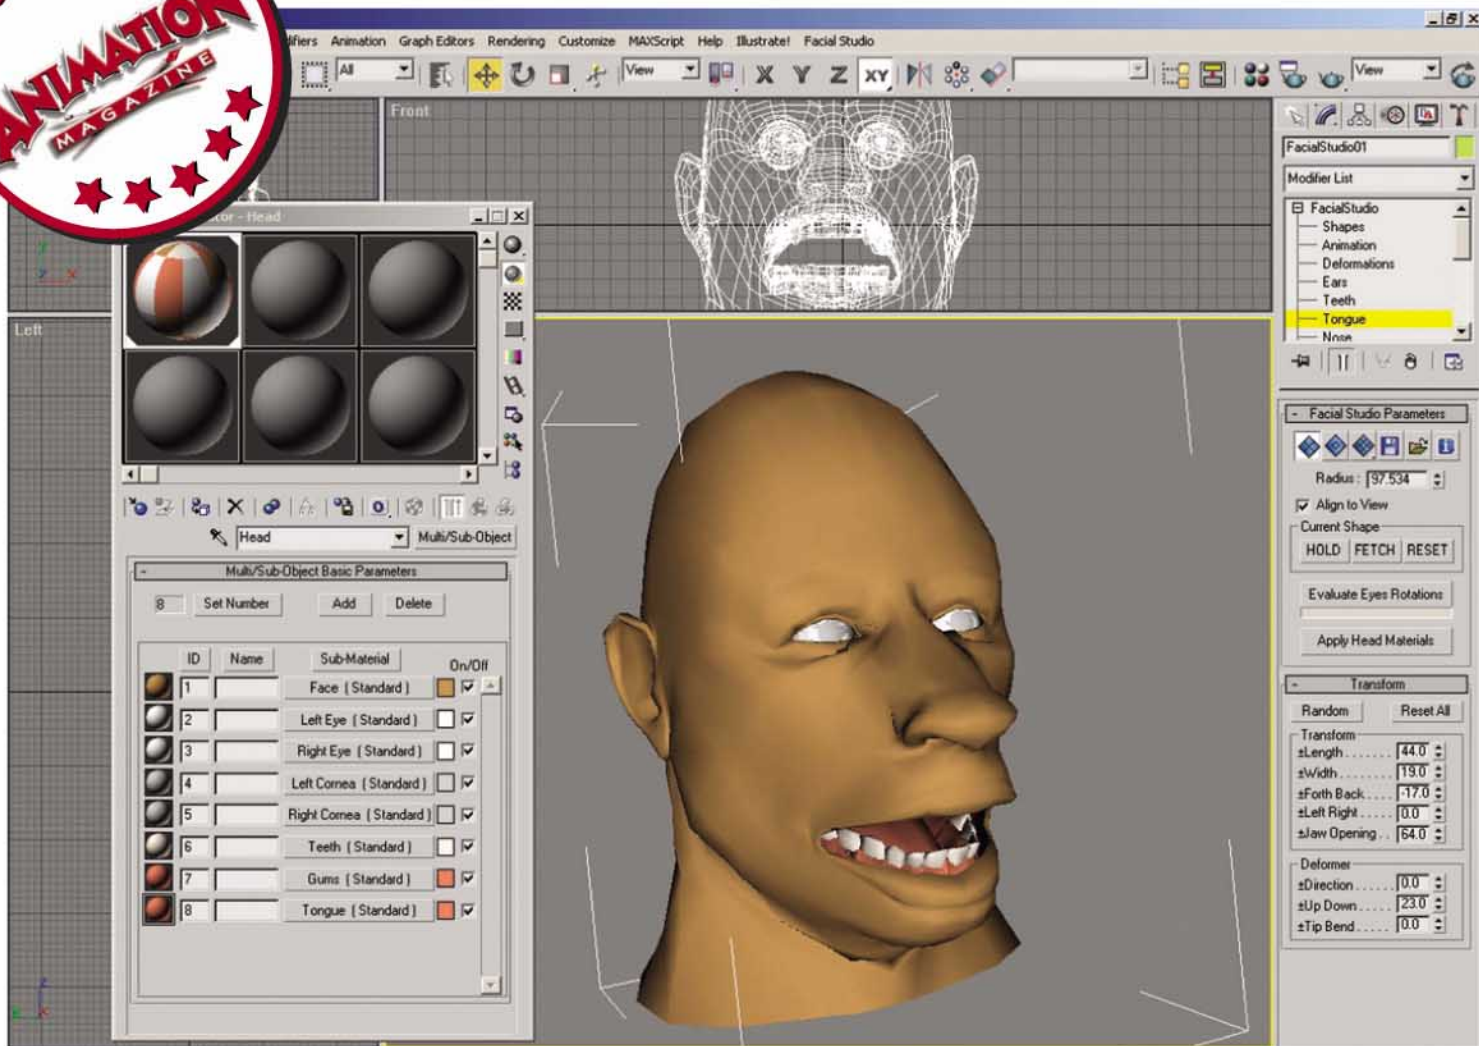 ANIMATION
MAGAZINE
ifiers Animation Graph Editors Rendering Customize MAXScript Help Illustrate! Facial Studio
All
View
X Y Z XY
View
Front
Left
- Head
Head
Multi/Sub-Object
- Multi/Sub-Object Basic Parameters
8 Set Number Add Delete
ID Name Sub-Material On/Off
1 Face ( Standard )
2 Left Eye ( Standard )
3 Right Eye ( Standard )
4 Left Cornea ( Standard )
5 Right Cornea ( Standard )
6 Teeth ( Standard )
7 Gums ( Standard )
8 Tongue ( Standard )
FacialStudio01
Modifier List
FacialStudio
Shapes
Animation
Deformations
Ears
Teeth
Tongue
Nose
- Facial Studio Parameters
Radius : 97.534
Align to View
Current Shape
HOLD FETCH RESET
Evaluate Eyes Rotations
Apply Head Materials
- Transform
Random Reset All
Transform
±Length . . . . . . 44.0
±Width . . . . . . . 19.0
±Forth Back . . . . -17.0
±Left Right . . . . . 0.0
±Jaw Opening . . 64.0
Deformer
±Direction . . . . . 0.0
±Up Down . . . . . 23.0
±Tip Bend . . . . . 0.0